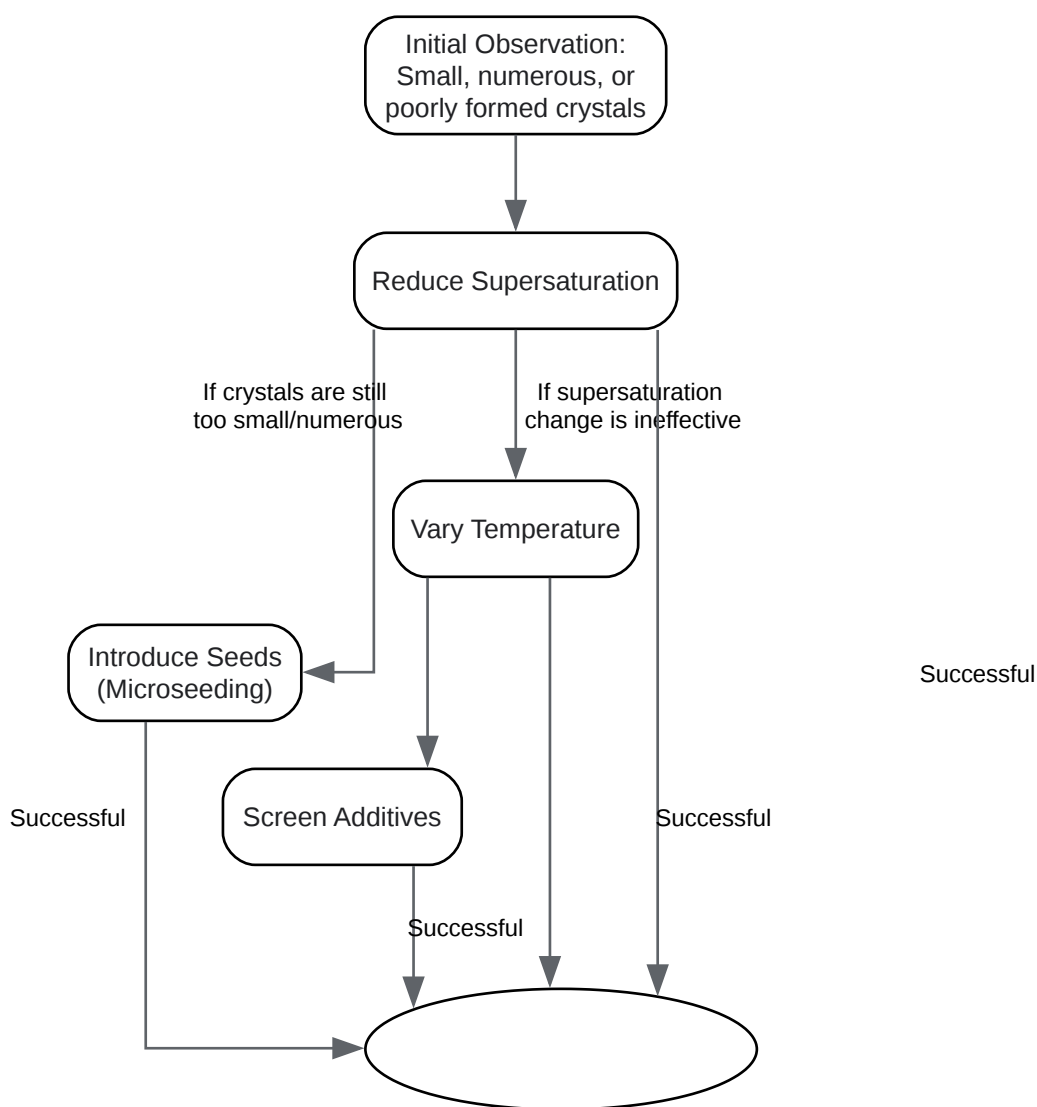 Initial Observation:
Small, numerous, or
poorly formed crystals
Reduce Supersaturation
If crystals are still
too small/numerous
If supersaturation
change is ineffective
Vary Temperature
Introduce Seeds
(Microseeding)
Successful
Successful
Screen Additives
Successful
Successful